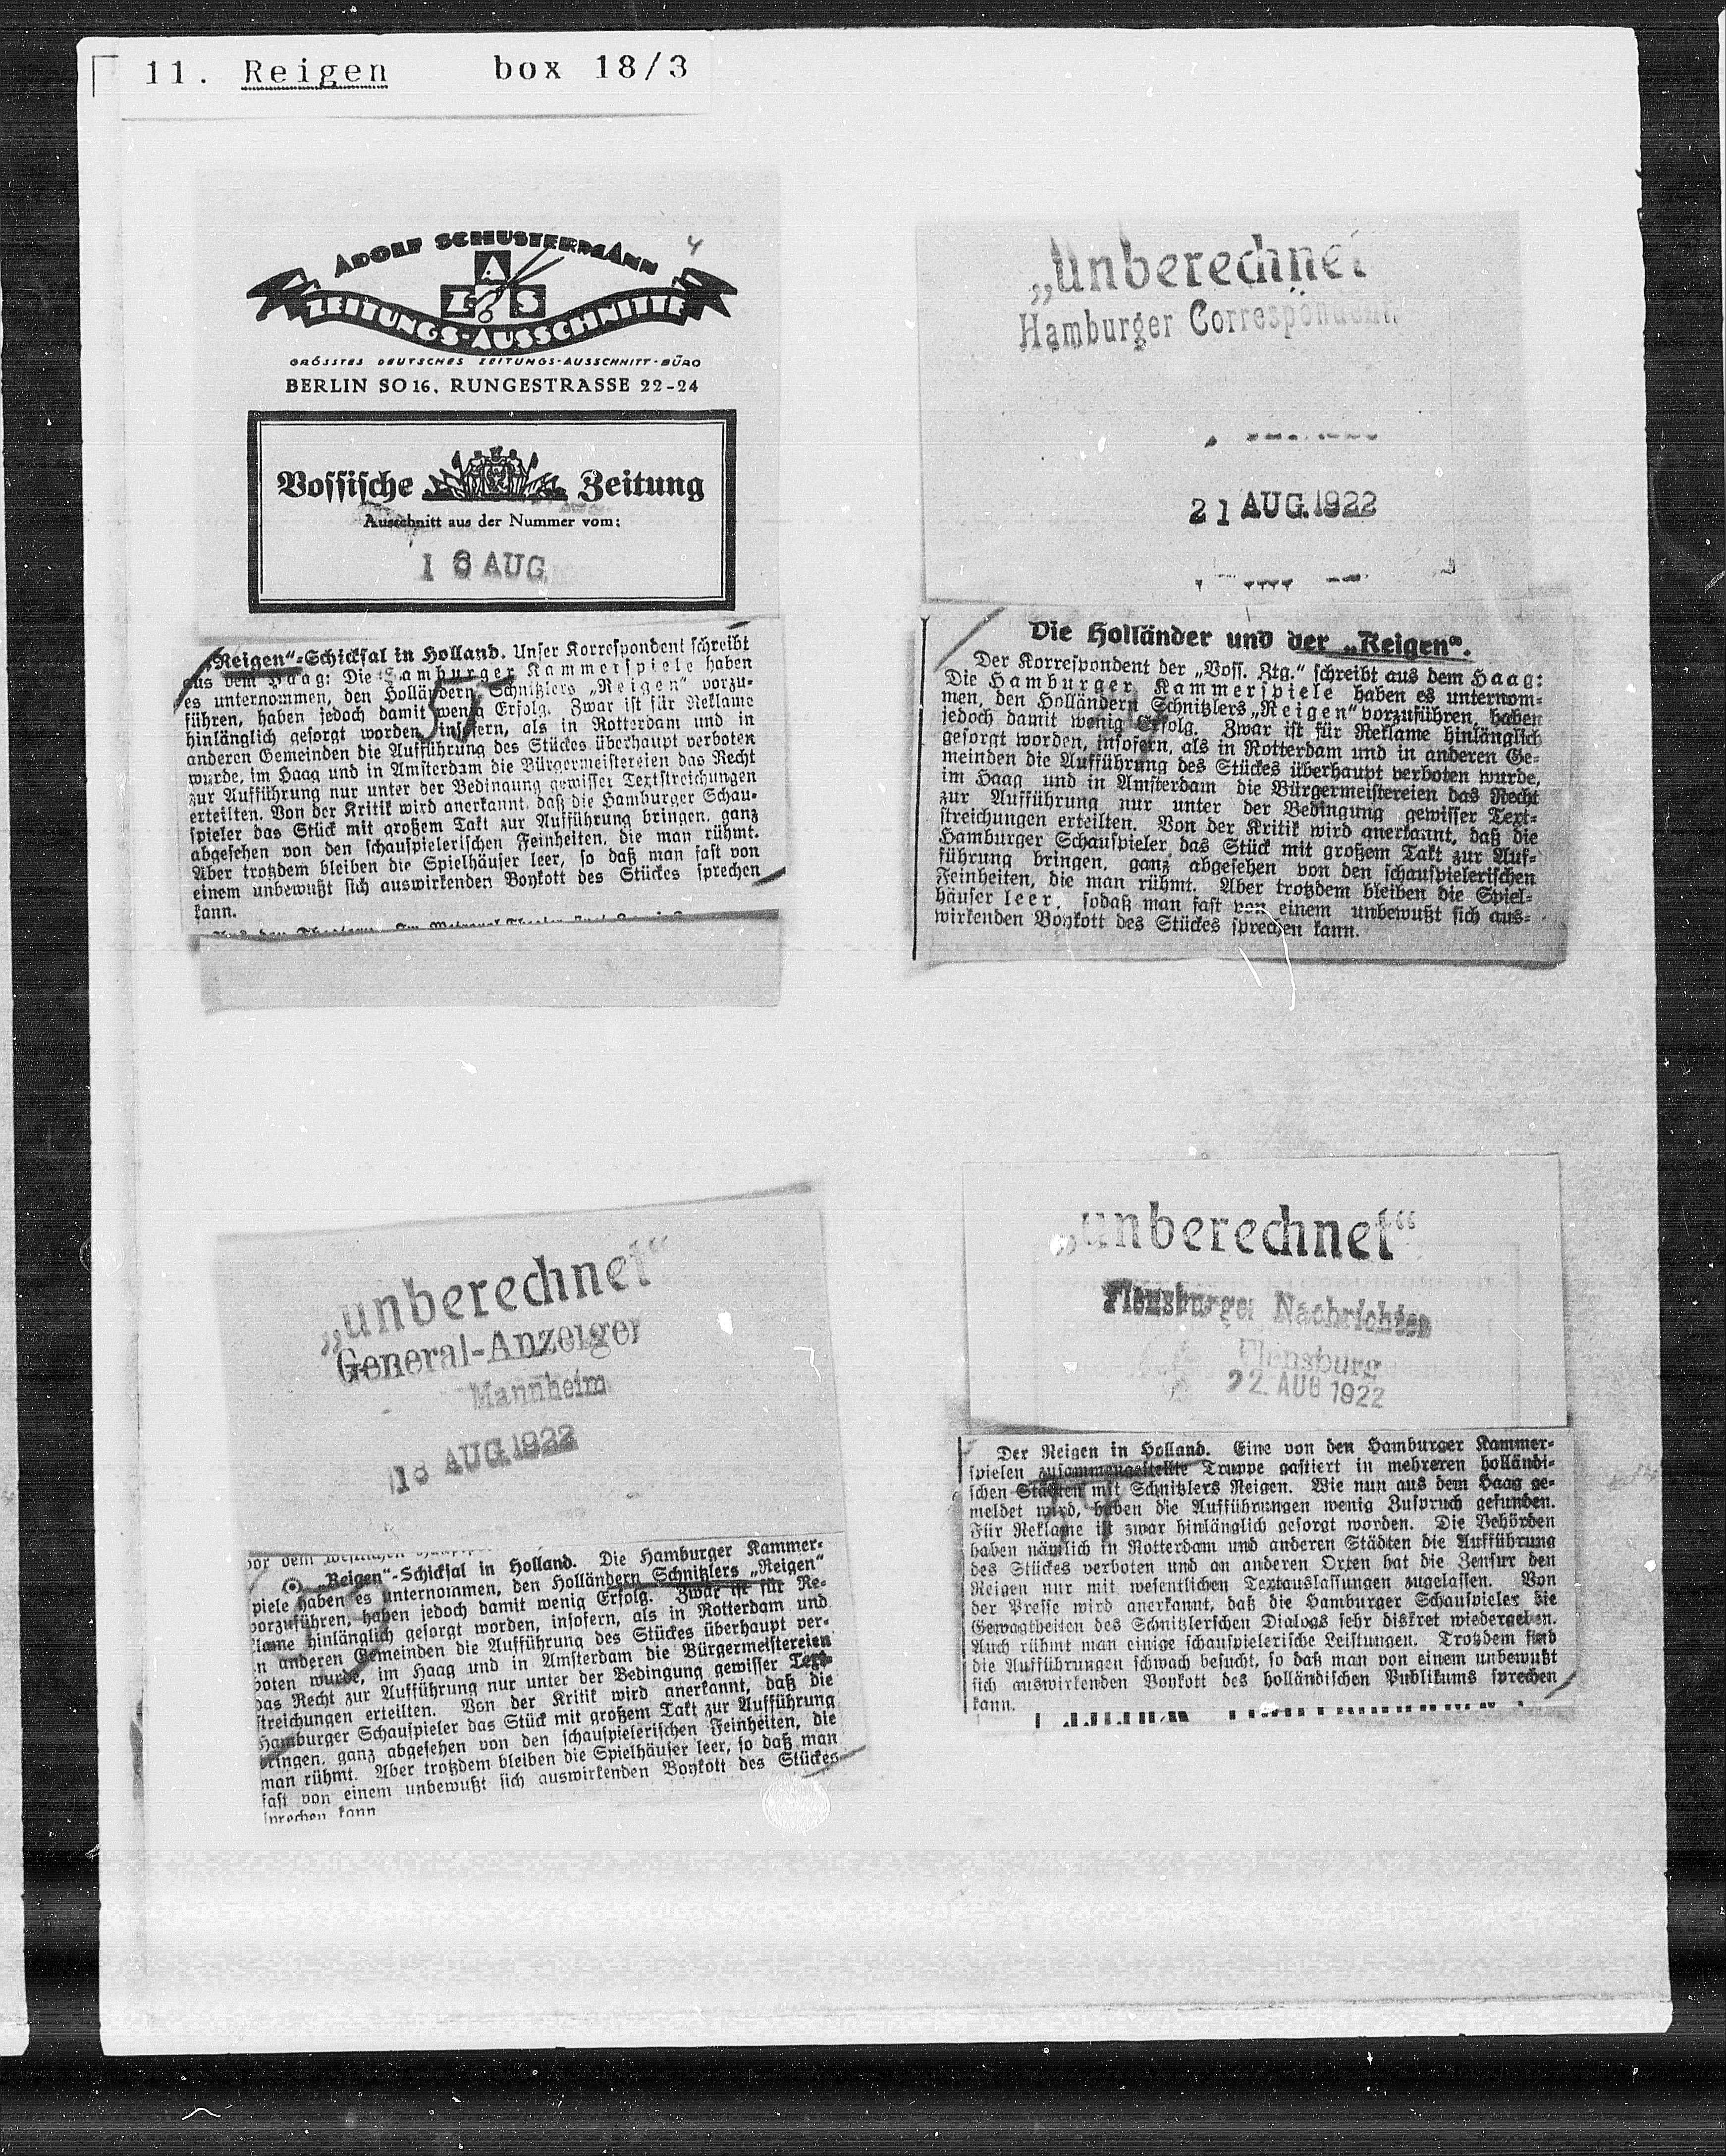 11. Reigen box 18/3
4
ADOLF SCHUSTERMANN
A
Z S
ZEITUNGS-AUSSCHNITTE
GRÖSSTES DEUTSCHES ZEITUNGS-AUSSCHNITT-BÜRO
BERLIN SO 16, RUNGESTRASSE 22-24
Vossische Zeitung
Ausschnitt aus der Nummer vom:
AUG
„Reigen“-Schicksal in Holland. Unser Korrespondent schreibt
aus dem Haag: Die Hamburger Kammerspiele haben
es unternommen, den Holländern Schnitzlers „Reigen“ vorzu-
führen, haben jedoch damit wenig Erfolg. Zwar ist für Reklame
hinlänglich gesorgt worden, insofern, als in Rotterdam und in
anderen Gemeinden die Aufführung des Stückes überhaupt verboten
wurde, im Haag und in Amsterdam die Bürgermeistereien das Recht
zur Aufführung nur unter der Bedingung gewisser Textstreichungen
erteilten. Von der Kritik wird anerkannt, daß die Hamburger Schau-
spieler das Stück mit großem Takt zur Aufführung bringen, ganz
abgesehen von den schauspielerischen Feinheiten, die man rühmt.
Aber trotzdem bleiben die Spielhäuser leer, so daß man fast von
einem unbewußt sich auswirkenden Boykott des Stückes sprechen
kann.
„unberechnet
Hamburger Correspondent
21 AUG. 1922
Die Holländer und der „Reigen“.
Der Korrespondent der „Voss. Ztg.“ schreibt aus dem Haag:
Die Hamburger Kammerspiele haben es unternom-
men, den Holländern Schnitzlers „Reigen“ vorzuführen, haben
jedoch damit wenig Erfolg. Zwar ist für Reklame hinlänglich
gesorgt worden, insofern, als in Rotterdam und in anderen Ge-
meinden die Aufführung des Stückes überhaupt verboten wurde,
im Haag und in Amsterdam die Bürgermeistereien das Recht
zur Aufführung nur unter der Bedingung gewisser Text-
streichungen erteilten. Von der Kritik wird anerkannt, daß die
Hamburger Schauspieler das Stück mit großem Takt zur Auf-
führung bringen, ganz abgesehen von den schauspielerischen
Feinheiten, die man rühmt. Aber trotzdem bleiben die Spiel-
häuser leer, sodaß man fast von einem unbewußt sich aus-
wirkenden Boykott des Stückes sprechen kann.
„unberechnet“
General-Anzeiger
Mannheim
18 AUG. 1922
vor dem westlichen
„Reigen“-Schicksal in Holland. Die Hamburger Kammer-
piele haben es unternommen, den Holländern Schnitzlers „Reigen“
vorzuführen, haben jedoch damit wenig Erfolg. Zwar ist für Re-
lame hinlänglich gesorgt worden, insofern, als in Rotterdam und
in anderen Gemeinden die Aufführung des Stückes überhaupt ver-
boten wurde, im Haag und in Amsterdam die Bürgermeistereien
das Recht zur Aufführung nur unter der Bedingung gewisser Text-
streichungen erteilten. Von der Kritik wird anerkannt, daß die
Hamburger Schauspieler das Stück mit großem Takt zur Aufführung
bringen, ganz abgesehen von den schauspielerischen Feinheiten, die
man rühmt. Aber trotzdem bleiben die Spielhäuser leer, so daß man
fast von einem unbewußt sich auswirkenden Boykott des Stückes
sprechen kann
„unberechnet“
Flensburger Nachrichten
Flensburg
22. AUG 1922
Der Reigen in Holland. Eine von den Hamburger Kammer-
spielen zusammengestellte Truppe gastiert in mehreren holländi-
schen Städten mit Schnitzlers Reigen. Wie nun aus dem Haag ge-
meldet wird, haben die Aufführungen wenig Zuspruch gefunden.
Für Reklame ist zwar hinlänglich gesorgt worden. Die Behörden
haben nämlich in Rotterdam und anderen Städten die Aufführung
des Stückes verboten und an anderen Orten hat die Zensur den
Reigen nur mit wesentlichen Textauslassungen zugelassen. Von
der Presse wird anerkannt, daß die Hamburger Schauspieler die
Gewagtheiten des Schnitzlerschen Dialogs sehr diskret wiedergeben.
Auch rühmt man einige schauspielerische Leistungen. Trotzdem sind
die Aufführungen schwach besucht, so daß man von einem unbewußt
sich auswirkenden Boykott des holländischen Publikums sprechen
kann.